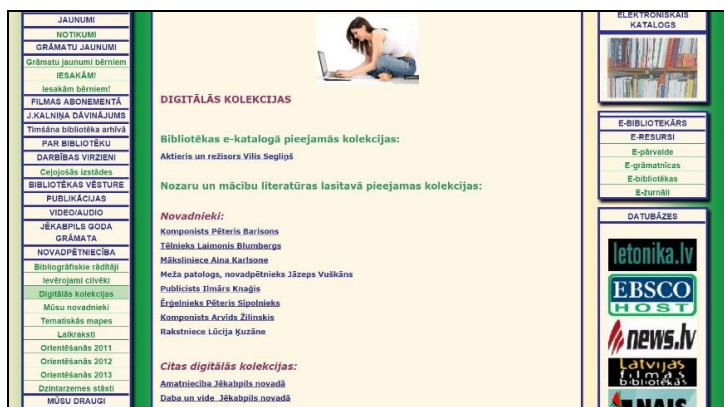 JAUNUMI
NOTIKUMI
GRĀMATU JAUNUMI
Grāmatu jaunumi bērniem
IESAKĀM!
Iesakām bērniem!
FILMAS ABONEMENTĀ
J.KALNIŅA DĀVINĀJUMS
Timšāna bibliotēka arhīvā
PAR BIBLIOTĒKU
DARBĪBAS VIRZIENI
Ceļojošās izstādes
BIBLIOTĒKAS VĒSTURE
PUBLIKĀCIJAS
VIDEO/AUDIO
JĒKABPILS GODA
GRĀMATA
NOVADPĒTNIECĪBA
Bibliogrāfiskie rādītāji
Ievērojami cilvēki
Digitālās kolekcijas
Mūsu novadnieki
Tematiskās mapes
Laikraksti
Orientēšanās 2011
Orientēšanās 2012
Orientēšanās 2013
Dzintarzemes stāsti
MŪSU DRAUGI
DIGITĀLĀS KOLEKCIJAS
Bibliotēkas e-katalogā pieejamās kolekcijas:
Aktieris un režisors Vilis Segliņš
Nozaru un mācību literatūras lasītavā pieejamas kolekcijas:
Novadnieki:
Komponists Pēteris Barisons
Tēlnieks Laimonis Blumbergs
Māksliniece Aina Karlsone
Meža patologs, novadpētnieks Jāzeps Vuškāns
Publicists Ilmārs Knaģis
Ērģelnieks Pēteris Sīpolnieks
Komponists Arvīds Žilinskis
Rakstniece Lūcija Ķuzāne
Citas digitālās kolekcijas:
Amatniecība Jēkabpils novadā
Daba un vide Jēkabpils novadā
ELEKTRONISKAIS
KATALOGS
E-BIBLIOTEKĀRS
E-RESURSI
E-pārvalde
E-grāmatnīcas
E-bibliotēkas
E-žurnāli
DATUBĀZES
letonika.lv
EBSCO
HOST
news.lv
Latvijas
filmas
bibliotēkās
NAIS